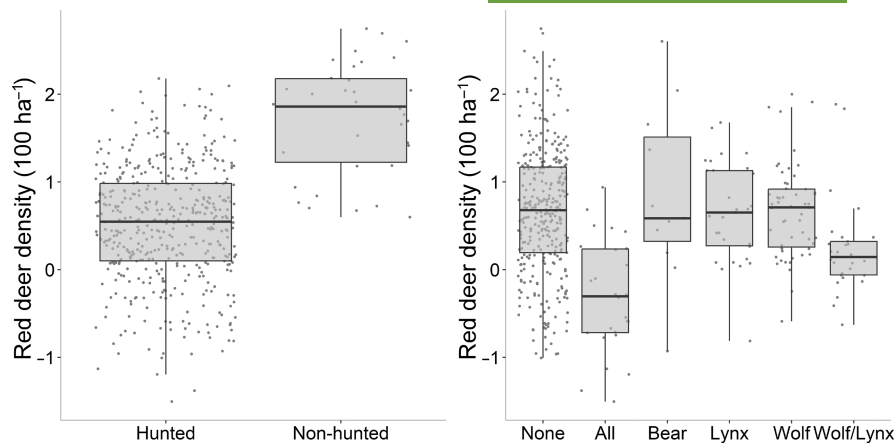 Red deer density (100 ha⁻¹)
2
1
0
−1
Hunted Non-hunted
Red deer density (100 ha⁻¹)
2
1
0
−1
None All Bear Lynx Wolf Wolf/Lynx